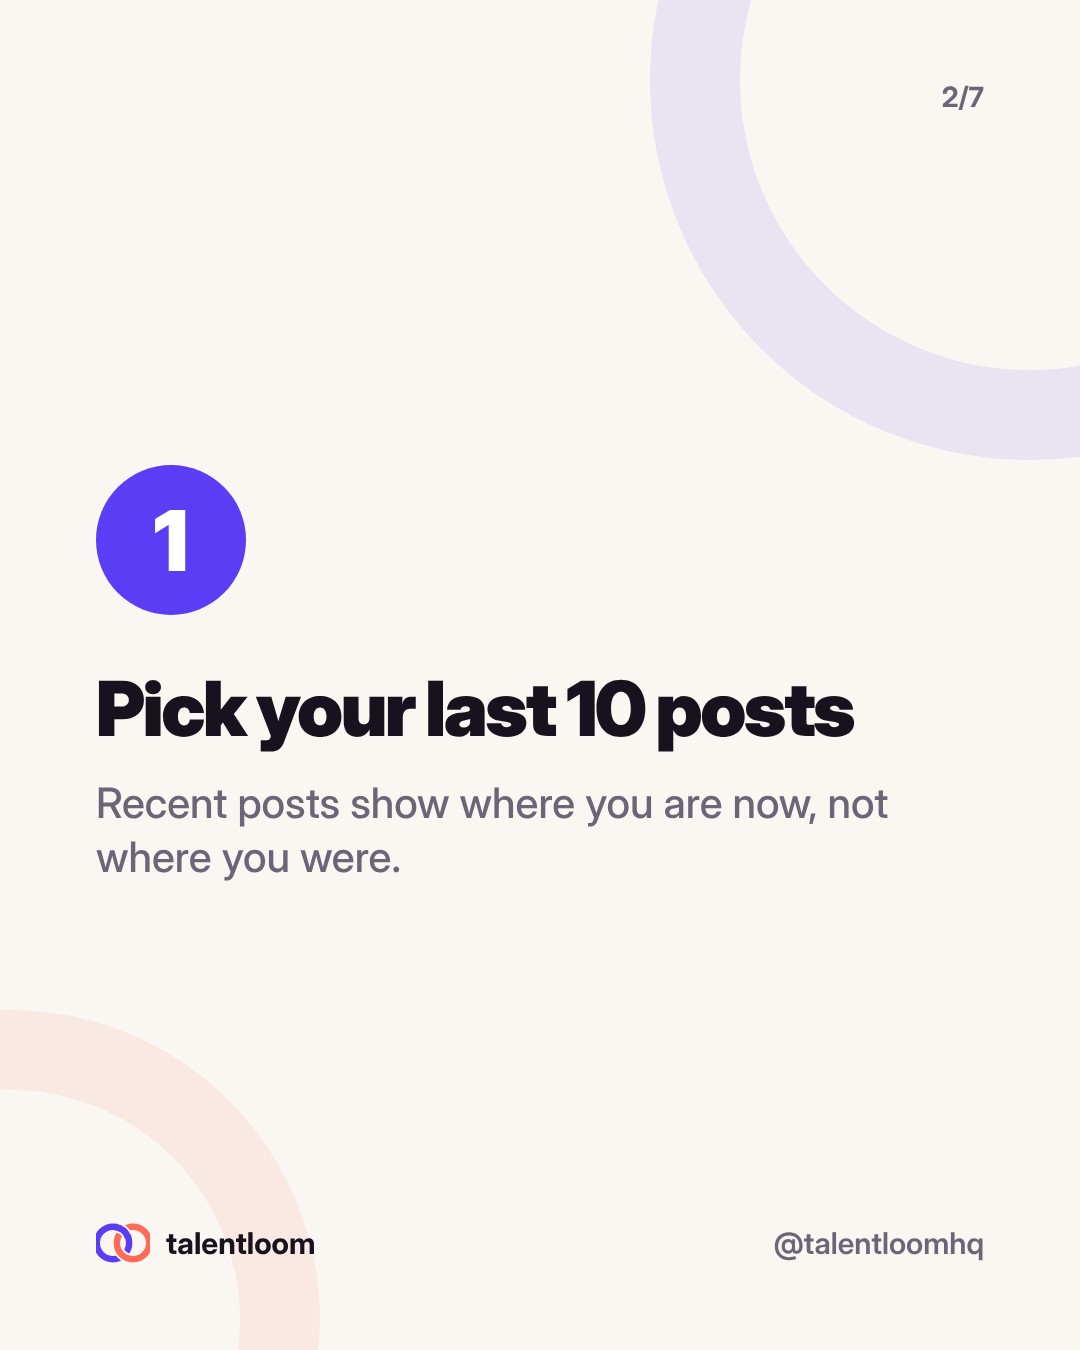 2/7
1
Pick your last 10 posts
Recent posts show where you are now, not
where you were.
talentloom
@talentloomhq